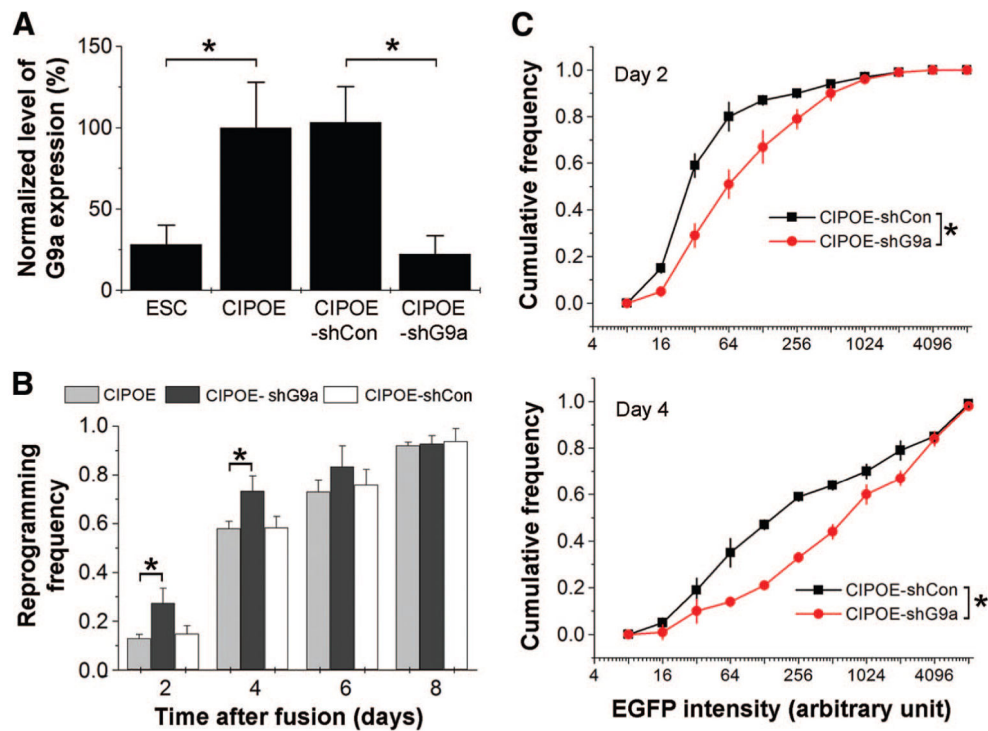 A
*
*
Normalized level of
G9a expression (%)
150
100
50
0
ESC
CIPOE
CIPOE
-shCon
CIPOE
-shG9a
B
CIPOE
CIPOE- shG9a
CIPOE-shCon
Reprogramming
frequency
1.0
0.8
0.6
0.4
0.2
0.0
*
*
2
4
6
8
Time after fusion (days)
C
Day 2
Cumulative frequency
1.0
0.8
0.6
0.4
0.2
0.0
CIPOE-shCon
CIPOE-shG9a
*
4
16
64
256
1024
4096
Day 4
Cumulative frequency
1.0
0.8
0.6
0.4
0.2
0.0
CIPOE-shCon
CIPOE-shG9a
*
4
16
64
256
1024
4096
EGFP intensity (arbitrary unit)